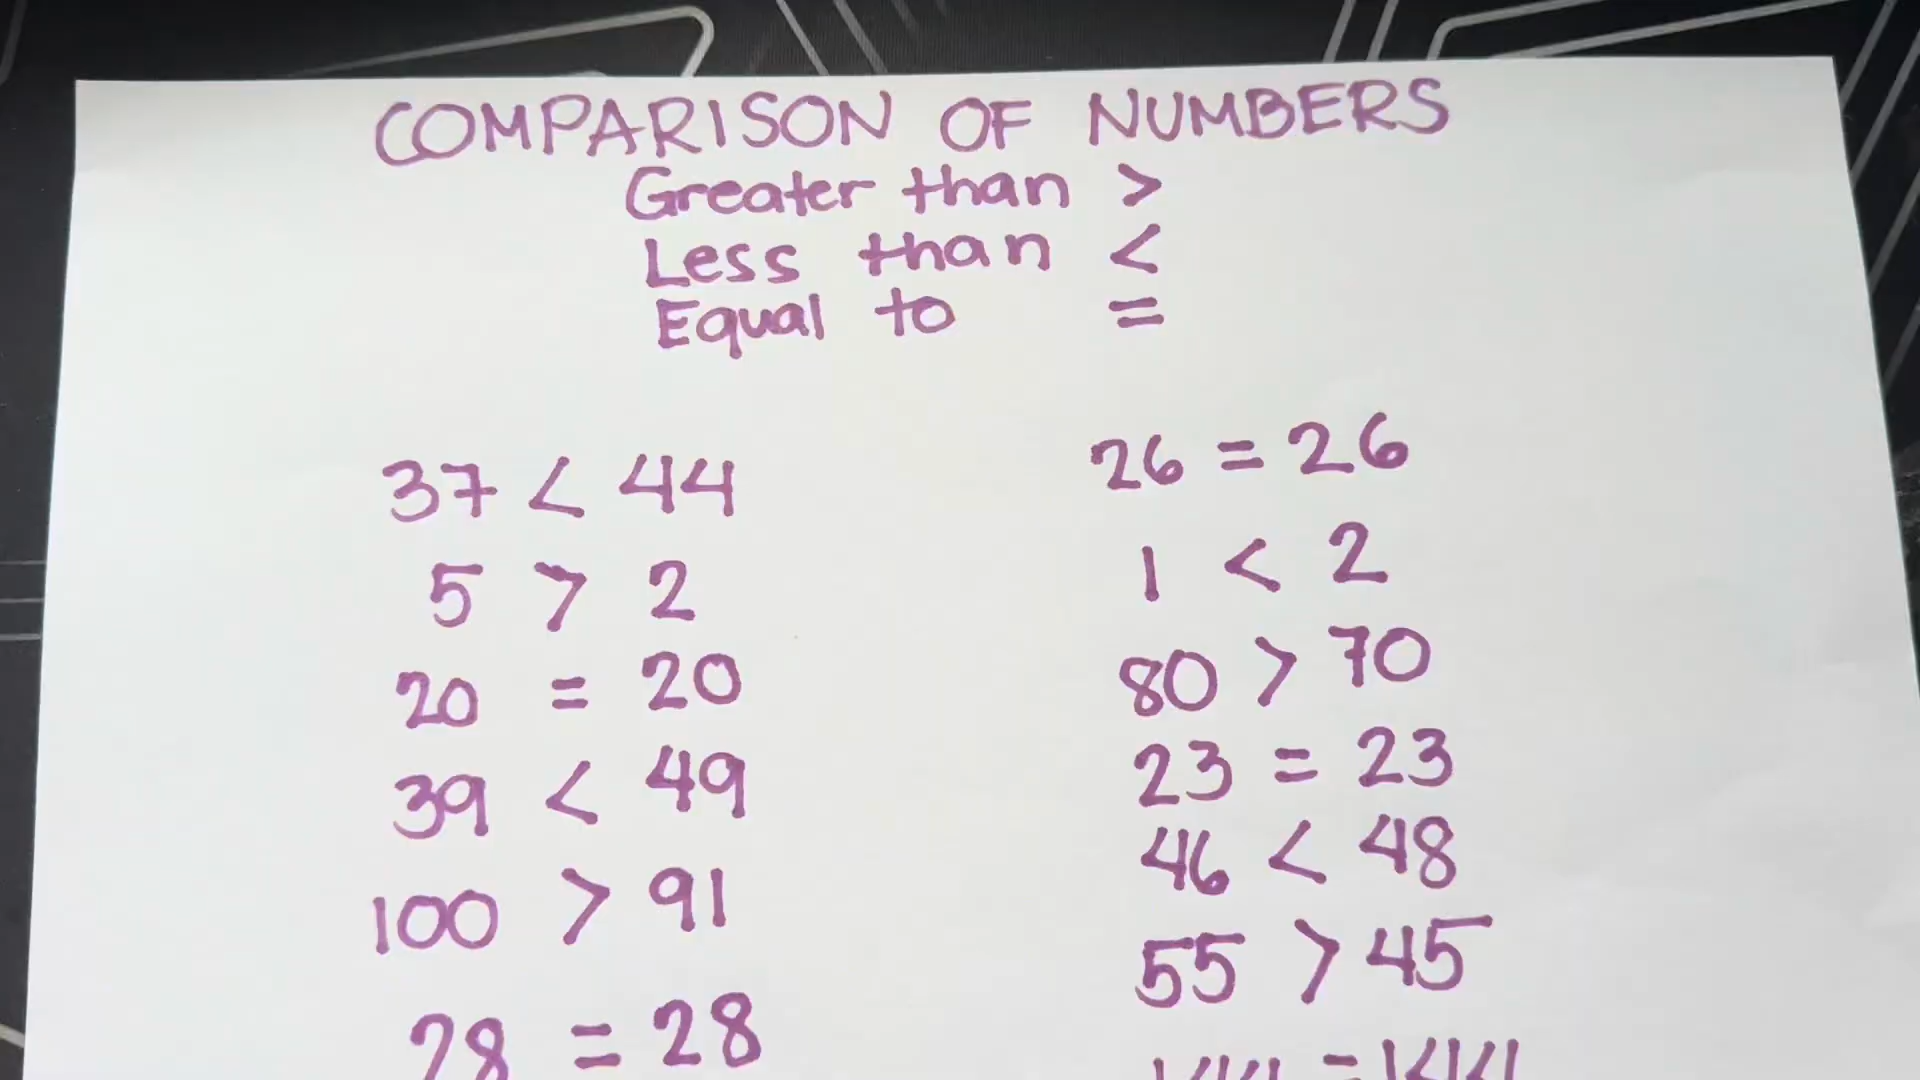 COMPARISON OF NUMBERS
Greater than >
Less than <
Equal to =
37 < 44
5 > 2
20 = 20
39 < 49
100 > 91
28 = 28
26 = 26
1 < 2
80 > 70
23 = 23
46 < 48
55 > 45